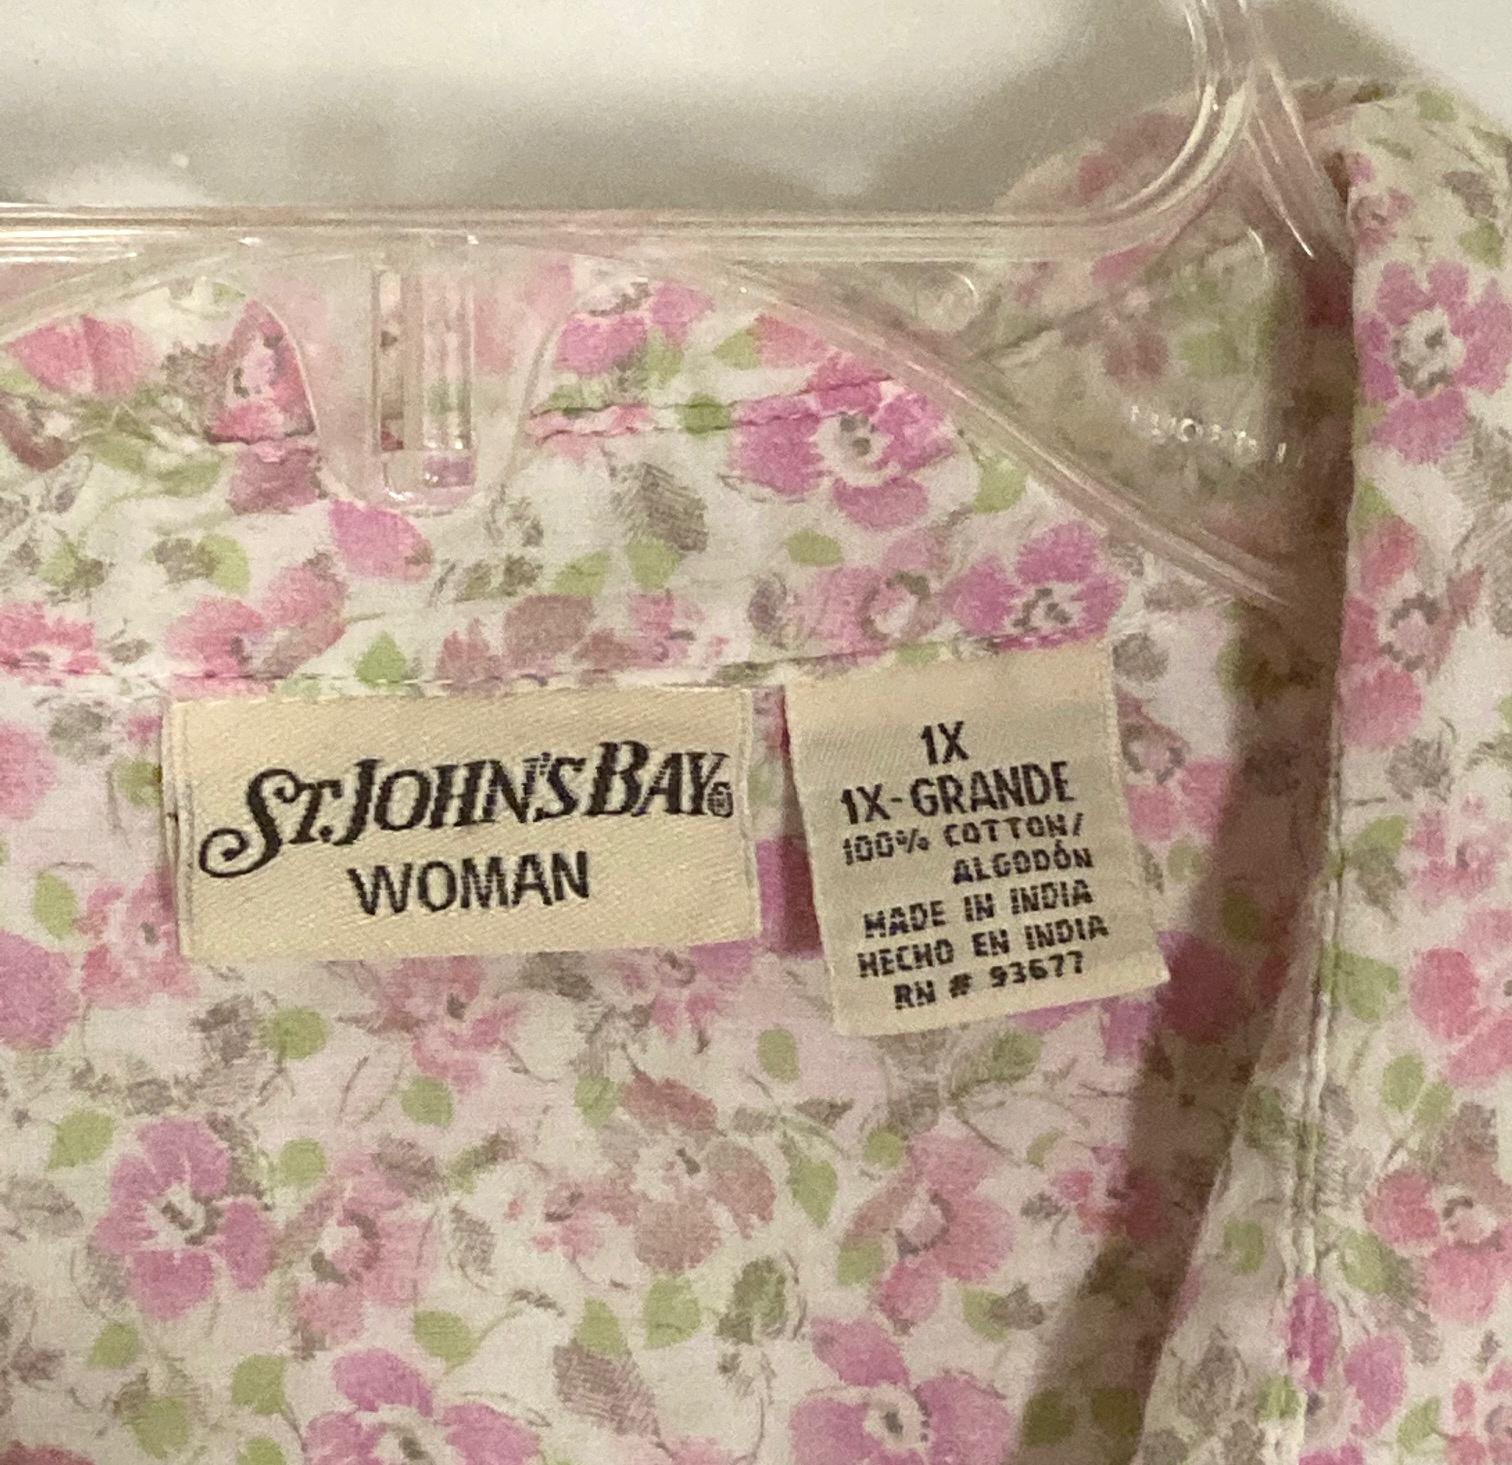 ST. JOHN'S BAY®
WOMAN
1X
1X-GRANDE
100% COTTON/
ALGODÓN
MADE IN INDIA
HECHO EN INDIA
RN # 93677